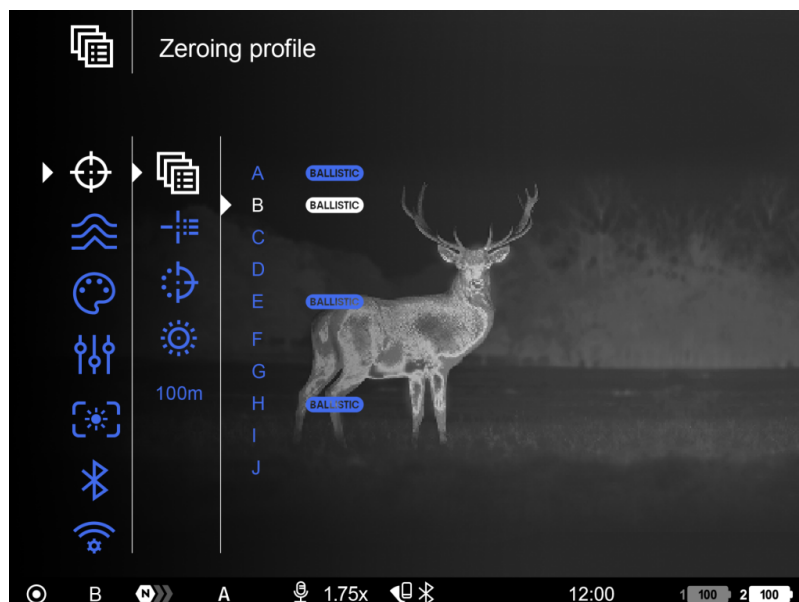 Zeroing profile
A BALLISTIC
B BALLISTIC
C
D
E BALLISTIC
F
G
100m
H BALLISTIC
I
J
B N A 1.75x 12:00 1 100 2 100